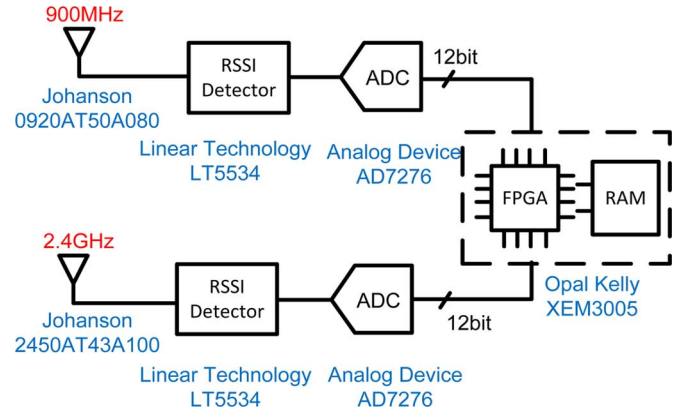 900MHz
RSSI
Detector
ADC
12bit
Johanson
0920AT50A080
Linear Technology
LT5534
Analog Device
AD7276
FPGA
RAM
2.4GHz
RSSI
Detector
ADC
12bit
Opal Kelly
XEM3005
Johanson
2450AT43A100
Linear Technology
LT5534
Analog Device
AD7276